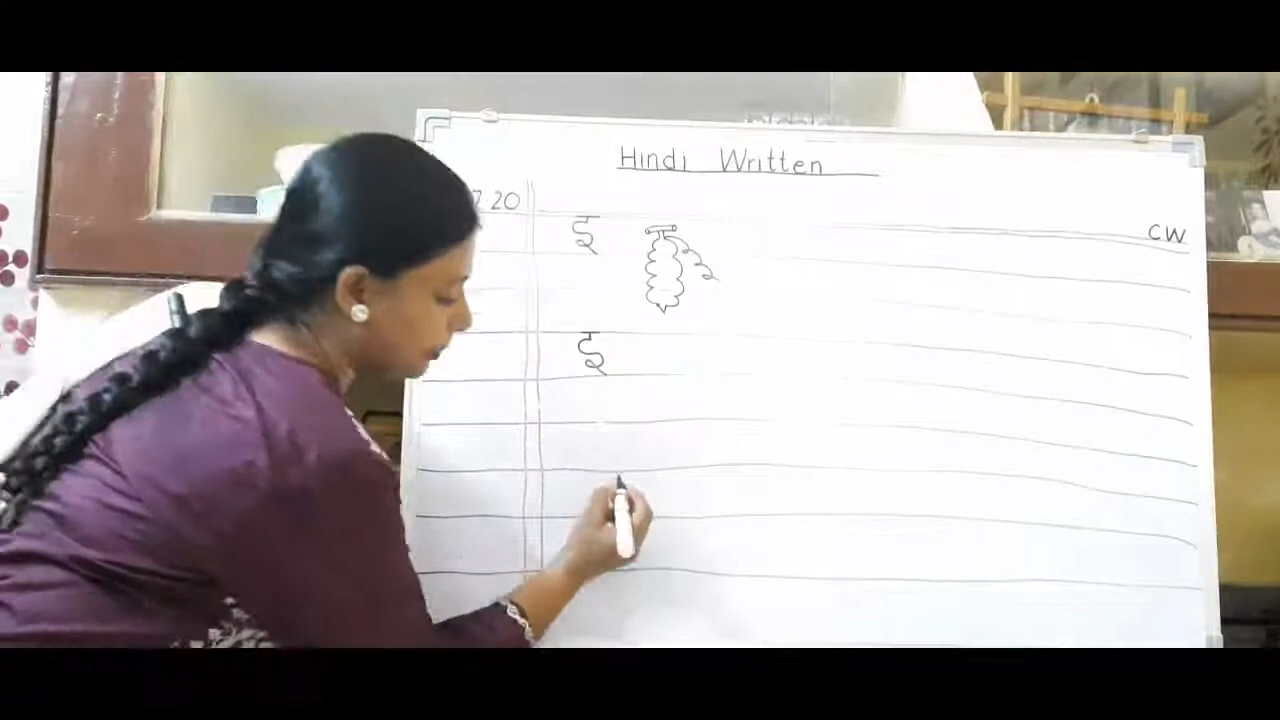 Hindi Written
7.20
इ
CW
इ